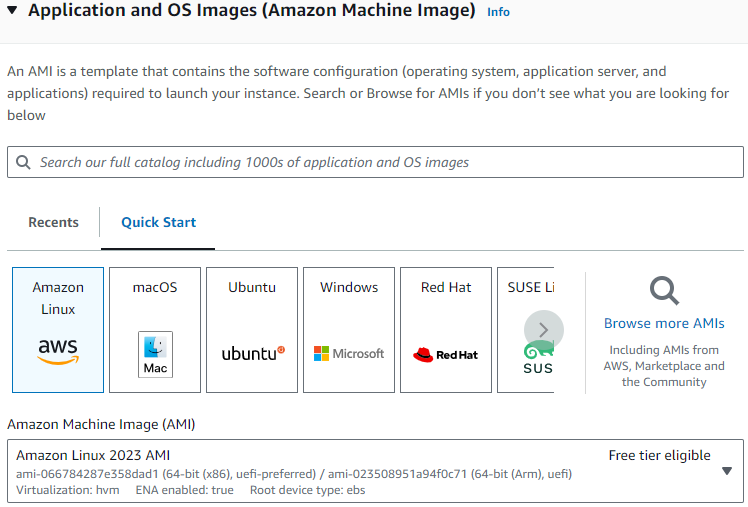 Application and OS Images (Amazon Machine Image) Info
An AMI is a template that contains the software configuration (operating system, application server, and
applications) required to launch your instance. Search or Browse for AMIs if you don’t see what you are looking for
below
Search our full catalog including 1000s of application and OS images
Recents
Quick Start
Amazon
Linux
aws
macOS
Mac
Ubuntu
ubuntu
Windows
Microsoft
Red Hat
Red Hat
SUSE Li
SUS
Browse more AMIs
Including AMIs from
AWS, Marketplace and
the Community
Amazon Machine Image (AMI)
Amazon Linux 2023 AMI
Free tier eligible
ami-066784287e358dad1 (64-bit (x86), uefi-preferred) / ami-023508951a94f0c71 (64-bit (Arm), uefi)
Virtualization: hvm ENA enabled: true Root device type: ebs